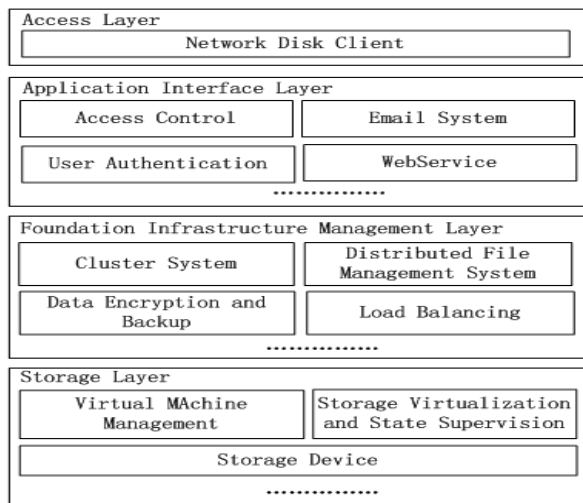 Access Layer
Network Disk Client
Application Interface Layer
Access Control
Email System
User Authentication
WebService
...............
Foundation Infrastructure Management Layer
Cluster System
Distributed File
Management System
Data Encryption and
Backup
Load Balancing
...............
Storage Layer
Virtual MAchine
Management
Storage Virtualization
and State Supervision
Storage Device
...............